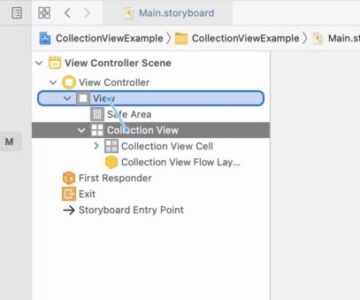 Main.storyboard
CollectionViewExample
CollectionViewExample
Main.st
View Controller Scene
View Controller
View
Safe Area
M
Collection View
Collection View Cell
Collection View Flow Lay...
First Responder
Exit
Storyboard Entry Point